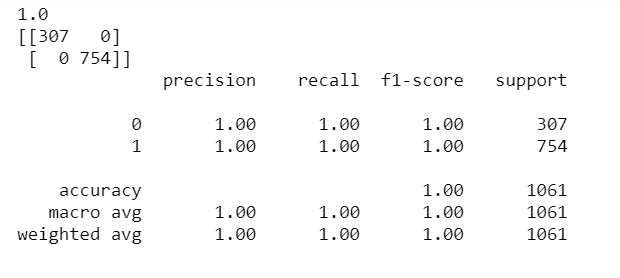 1.0
[[307   0]
 [  0 754]]
              precision    recall  f1-score   support

           0       1.00      1.00      1.00       307
           1       1.00      1.00      1.00       754

    accuracy                           1.00      1061
   macro avg       1.00      1.00      1.00      1061
weighted avg       1.00      1.00      1.00      1061